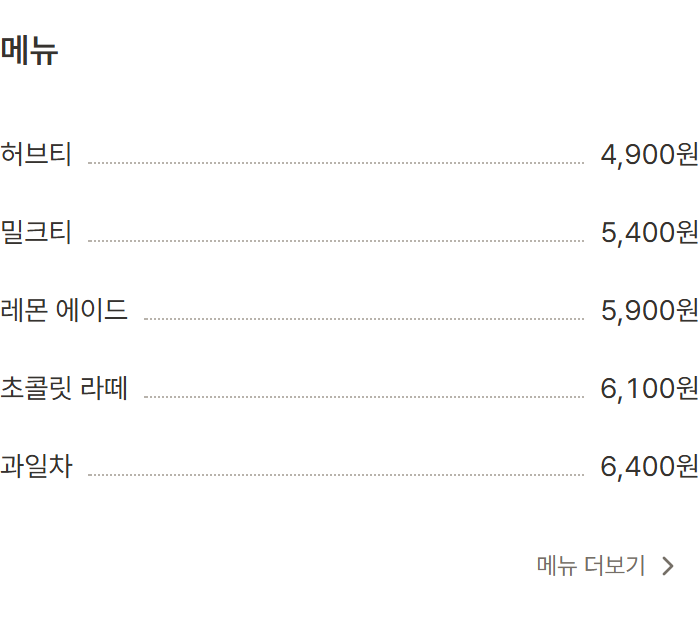 메뉴
허브티 4,900원
밀크티 5,400원
레몬 에이드 5,900원
초콜릿 라떼 6,100원
과일차 6,400원
메뉴 더보기